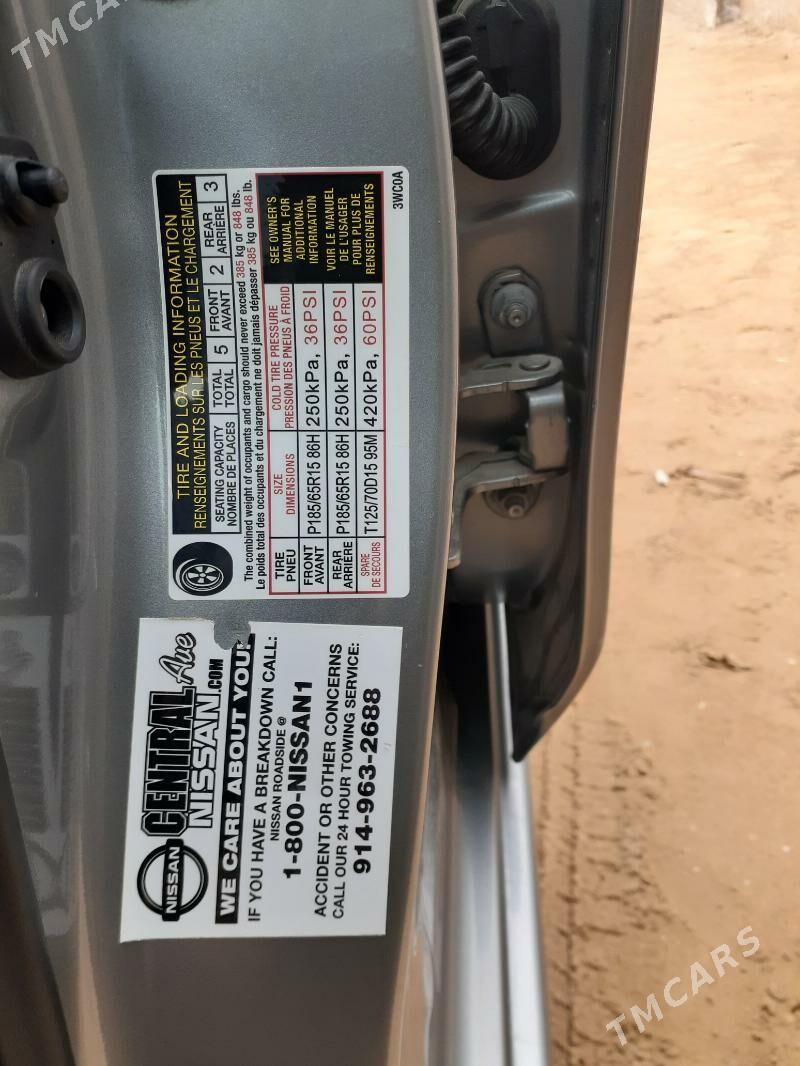 TMCARS
TIRE AND LOADING INFORMATION
RENSEIGNEMENTS SUR LES PNEUS ET LE CHARGEMENT
SEATING CAPACITY TOTAL 5 FRONT 2 REAR 3
NOMBRE DE PLACES TOTAL AVANT ARRIÈRE
The combined weight of occupants and cargo should never exceed 385 kg or 848 lbs.
Le poids total des occupants et du chargement ne doit jamais dépasser 385 kg ou 848 lb.
TIRE SIZE COLD TIRE PRESSURE
PNEU DIMENSIONS PRESSION DES PNEUS À FROID
FRONT P185/65R15 86H 250kPa, 36PSI
AVANT
REAR P185/65R15 86H 250kPa, 36PSI
ARRIÈRE
SPARE T125/70D15 95M 420kPa, 60PSI
DE SECOURS
SEE OWNER'S
MANUAL FOR
ADDITIONAL
INFORMATION
VOIR LE MANUEL
DE L'USAGER
POUR PLUS DE
RENSEIGNEMENTS
3WC0A
NISSAN
CENTRAL Ave
NISSAN.COM
WE CARE ABOUT YOU
IF YOU HAVE A BREAKDOWN CALL:
NISSAN ROADSIDE @
1-800-NISSAN1
ACCIDENT OR OTHER CONCERNS
CALL OUR 24 HOUR TOWING SERVICE:
914-963-2688
TMCARS